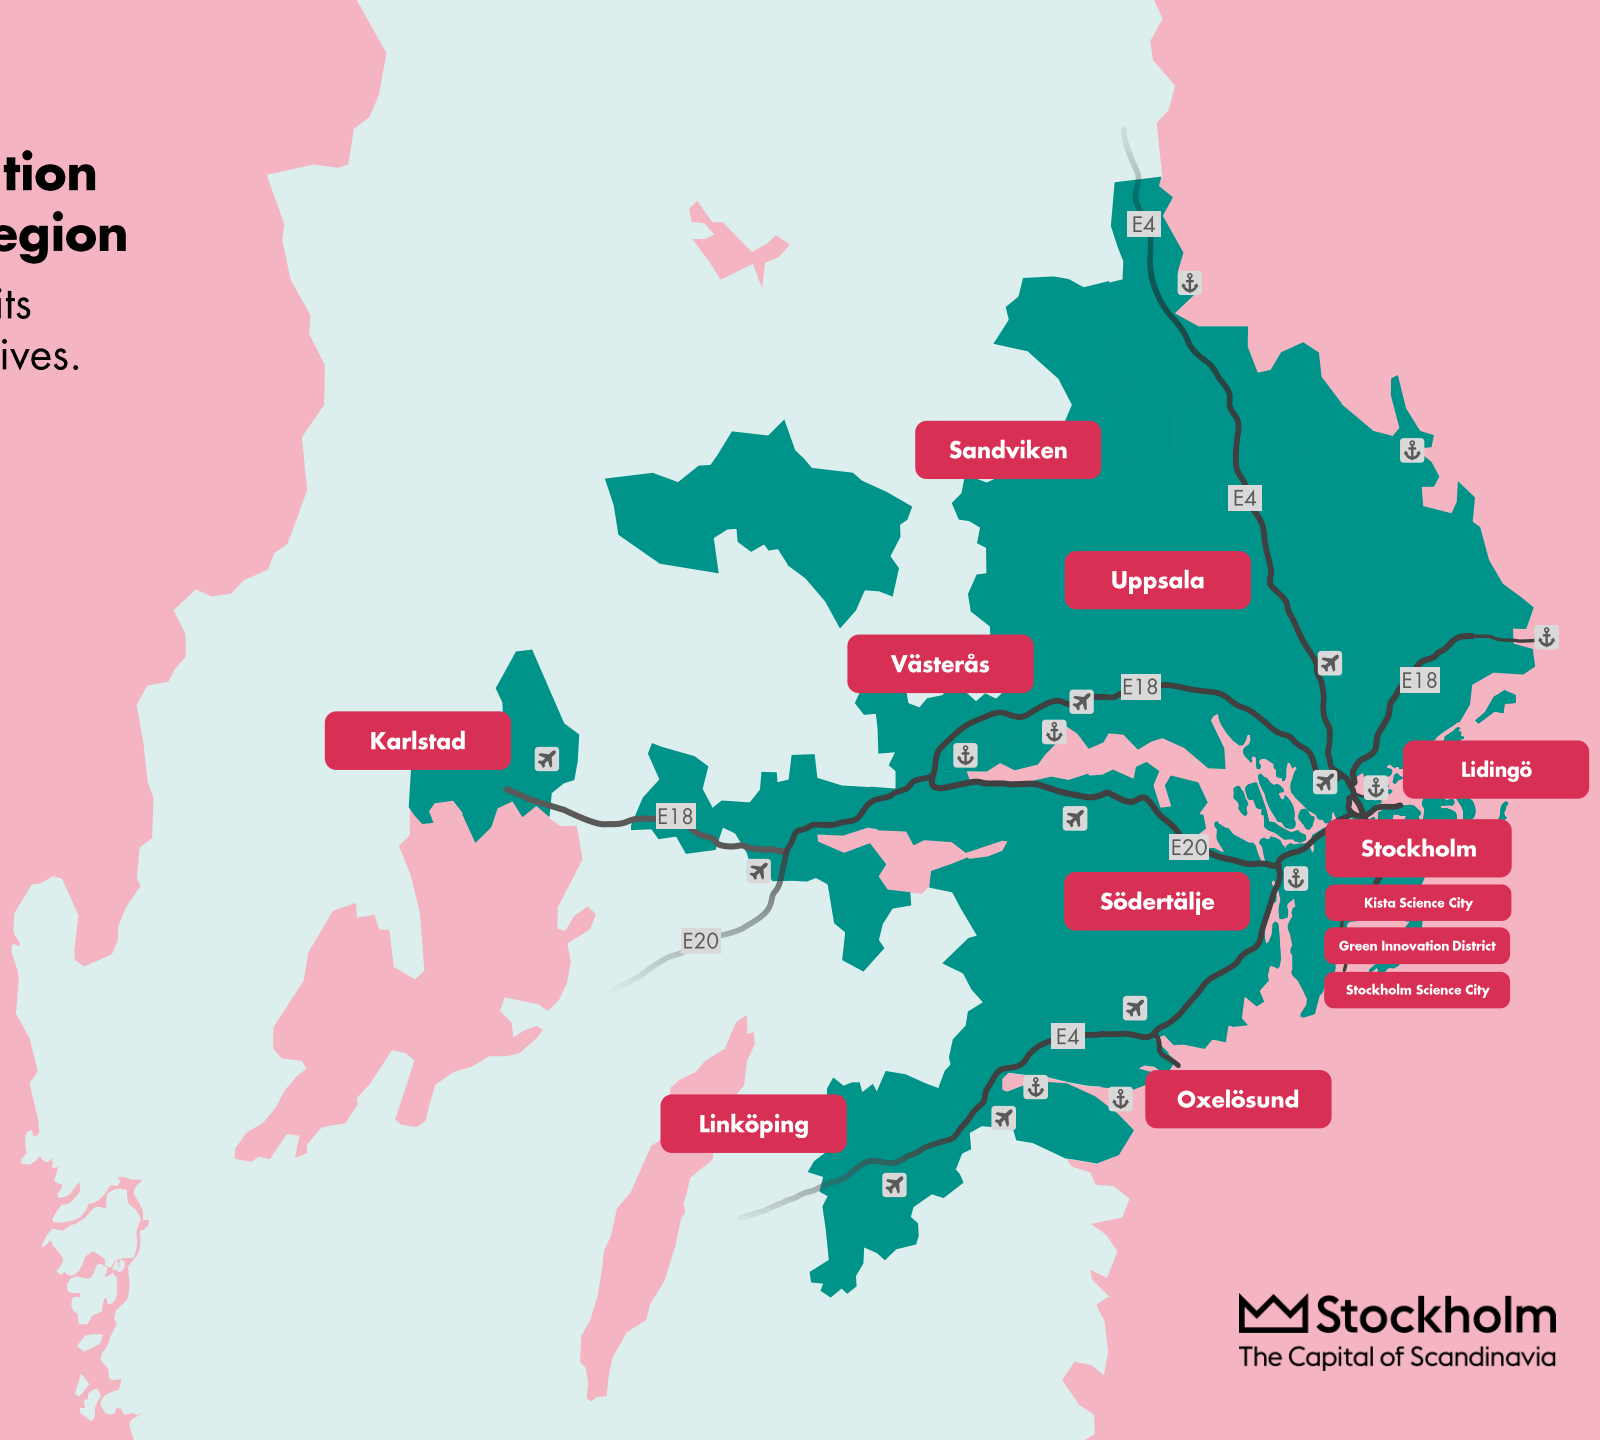 tion
egion
its
ives.
E4
Sandviken
E4
Uppsala
Västerås
E18
E18
Karlstad
Lidingö
E18
E20
Stockholm
Södertälje
Kista Science City
E20
Green Innovation District
Stockholm Science City
E4
Oxelösund
Linköping
Stockholm
The Capital of Scandinavia